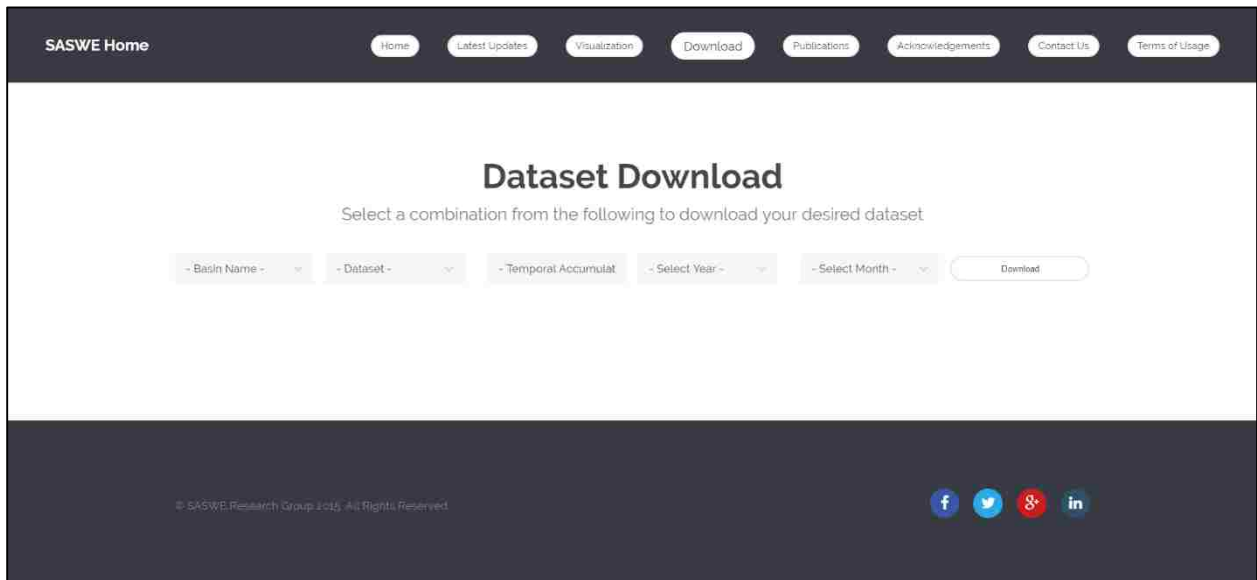 SASWE Home
Home Latest Updates Visualization Download Publications Acknowledgements Contact Us Terms of Usage
Dataset Download
Select a combination from the following to download your desired dataset
- Basin Name - - Dataset - - Temporal Accumulat - Select Year - - Select Month - Download
© SASWE Research Group 2015. All Rights Reserved
f g+ in